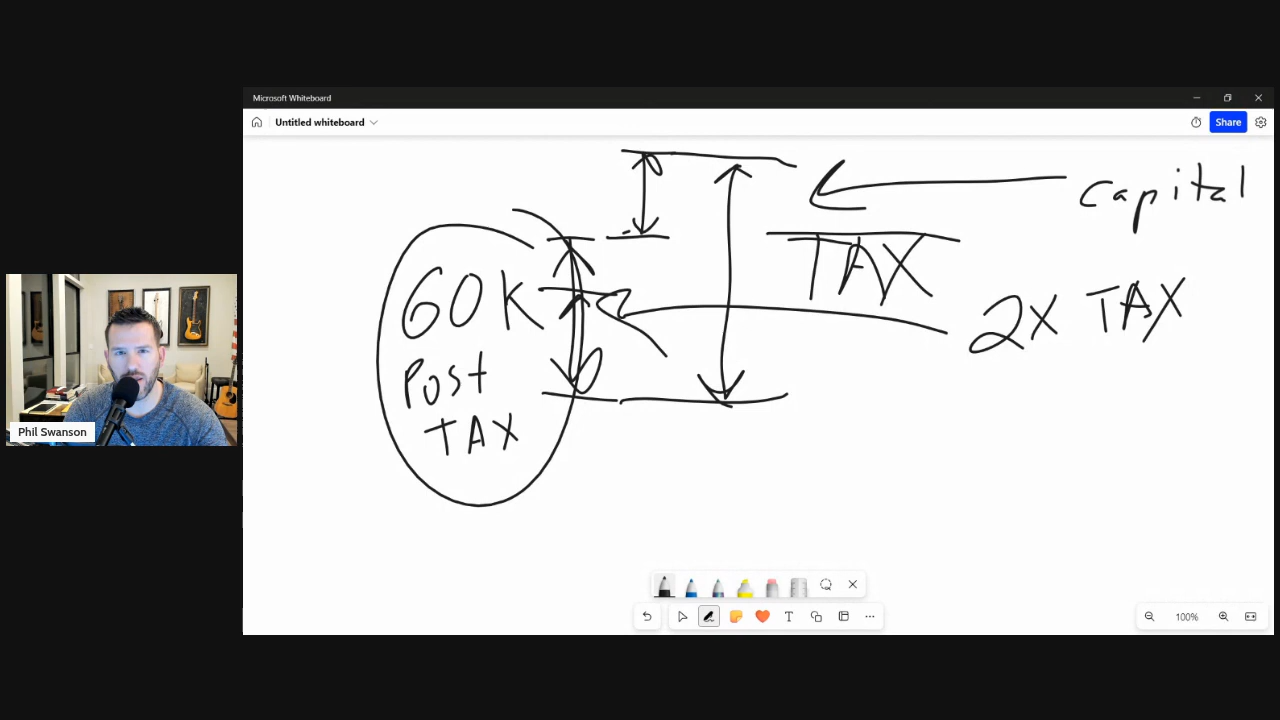 Microsoft Whiteboard
Untitled whiteboard
Share
Capital
TAX
60K
2X TAX
Post
TAX
Phil Swanson
100%